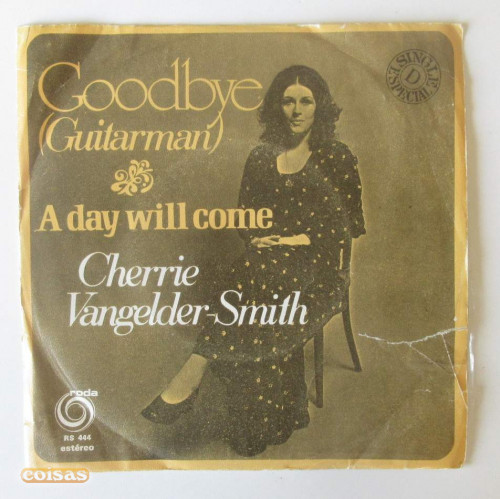 Goodbye
(Guitarman)
SINGLE
D
ESPECIAL
A day will come
Cherrie
Vangelder-Smith
roda
RS 444
estéreo
coisas